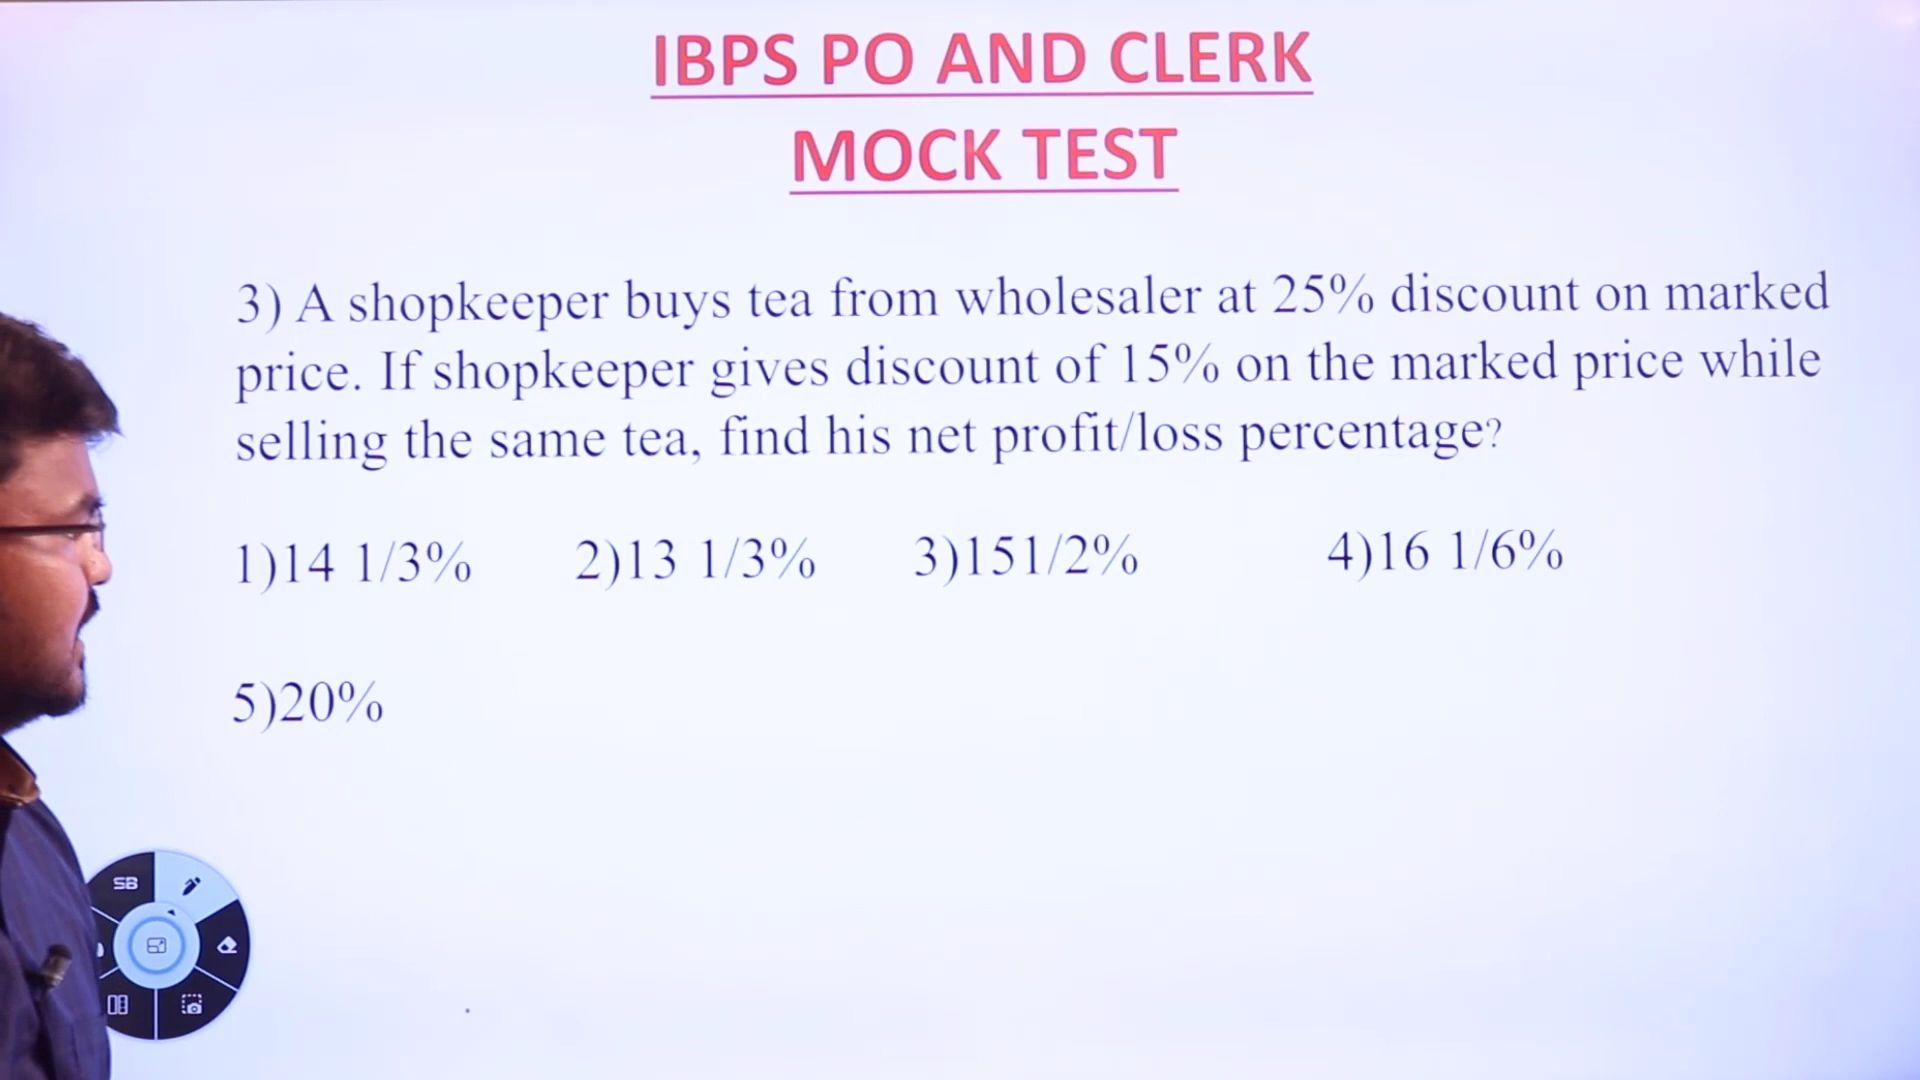 IBPS PO AND CLERK
MOCK TEST
3) A shopkeeper buys tea from wholesaler at 25% discount on marked
price. If shopkeeper gives discount of 15% on the marked price while
selling the same tea, find his net profit/loss percentage?
1)14 1/3% 2)13 1/3% 3)151/2% 4)16 1/6%
5)20%
SB